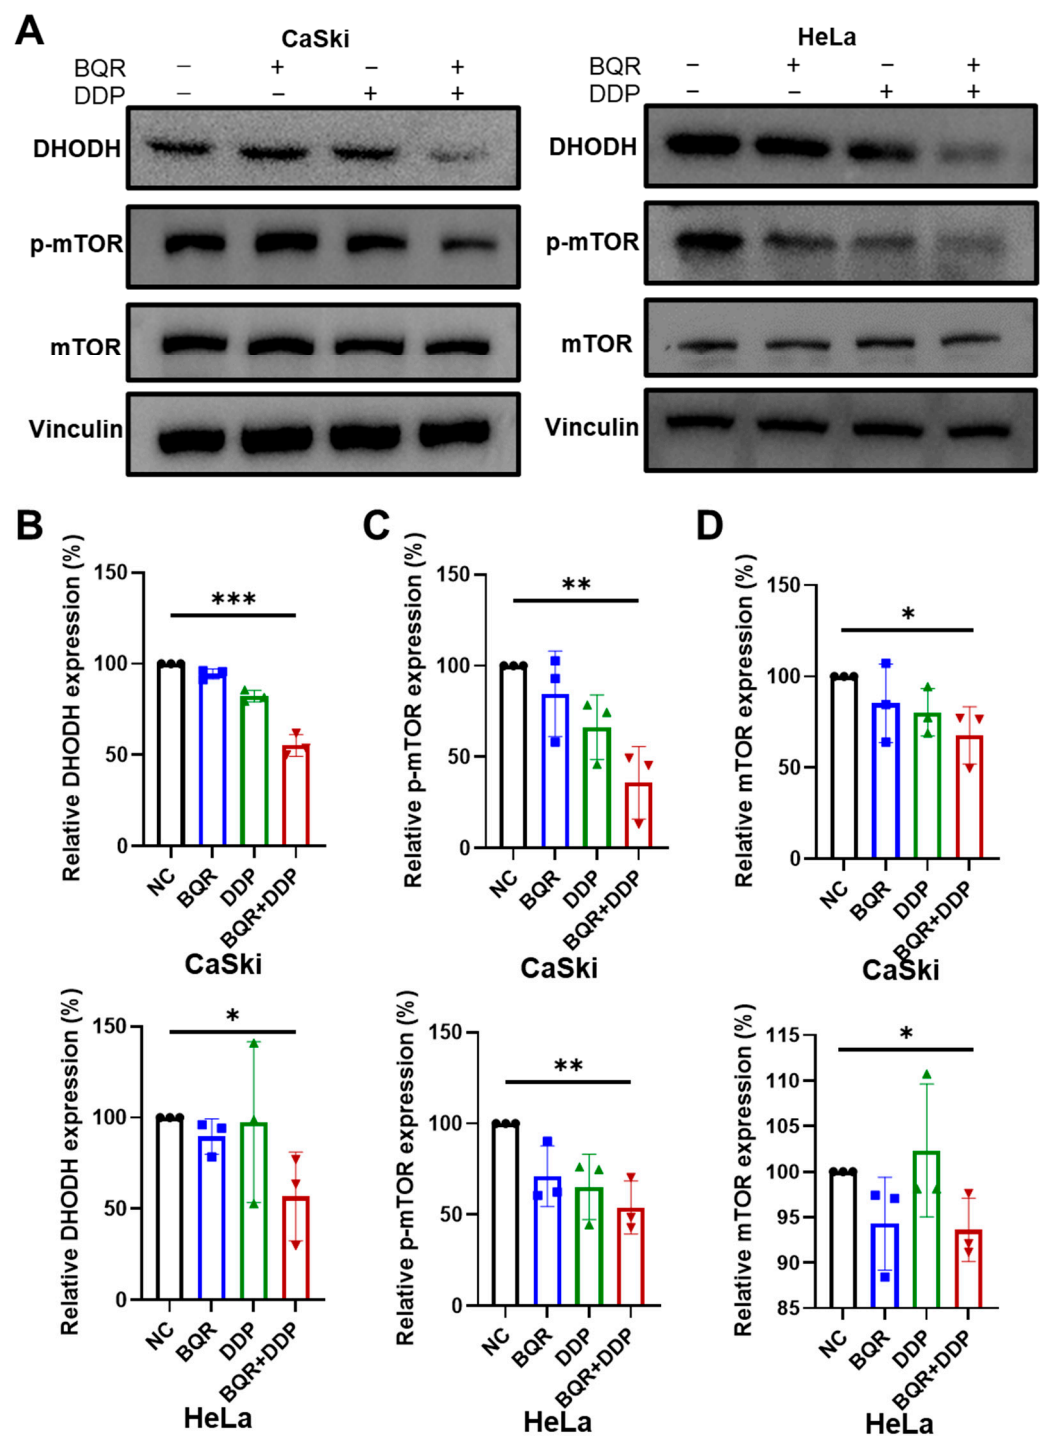 A
CaSki
BQR – + – +
DDP – – + +
DHODH
p-mTOR
mTOR
Vinculin
HeLa
BQR – + – +
DDP – – + +
DHODH
p-mTOR
mTOR
Vinculin
B
Relative DHODH expression (%)
150
100
50
0
***
NC
BQR
DDP
BQR+DDP
CaSki
C
Relative p-mTOR expression (%)
150
100
50
0
**
NC
BQR
DDP
BQR+DDP
CaSki
D
Relative mTOR expression (%)
150
100
50
0
*
NC
BQR
DDP
BQR+DDP
CaSki
Relative DHODH expression (%)
150
100
50
0
*
NC
BQR
DDP
BQR+DDP
HeLa
Relative p-mTOR expression (%)
150
100
50
0
**
NC
BQR
DDP
BQR+DDP
HeLa
Relative mTOR expression (%)
115
110
105
100
95
90
85
*
NC
BQR
DDP
BQR+DDP
HeLa